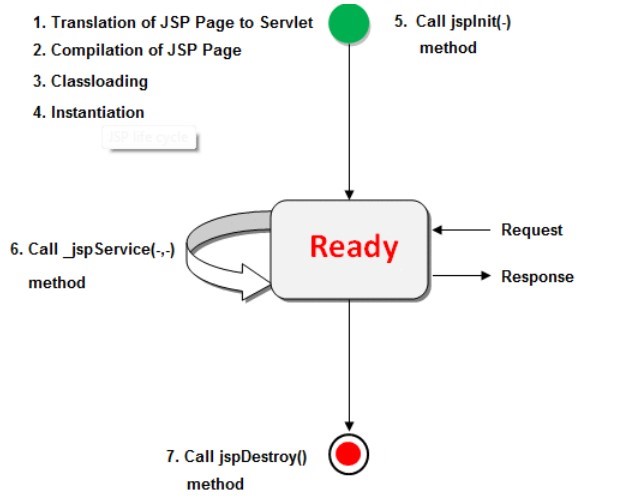 1. Translation of JSP Page to Servlet
2. Compilation of JSP Page
3. Classloading
4. Instantiation
JSP life cycle
5. Call jspInit(-)
method
Ready
Request
Response
6. Call _jspService(-,-)
method
7. Call jspDestroy()
method